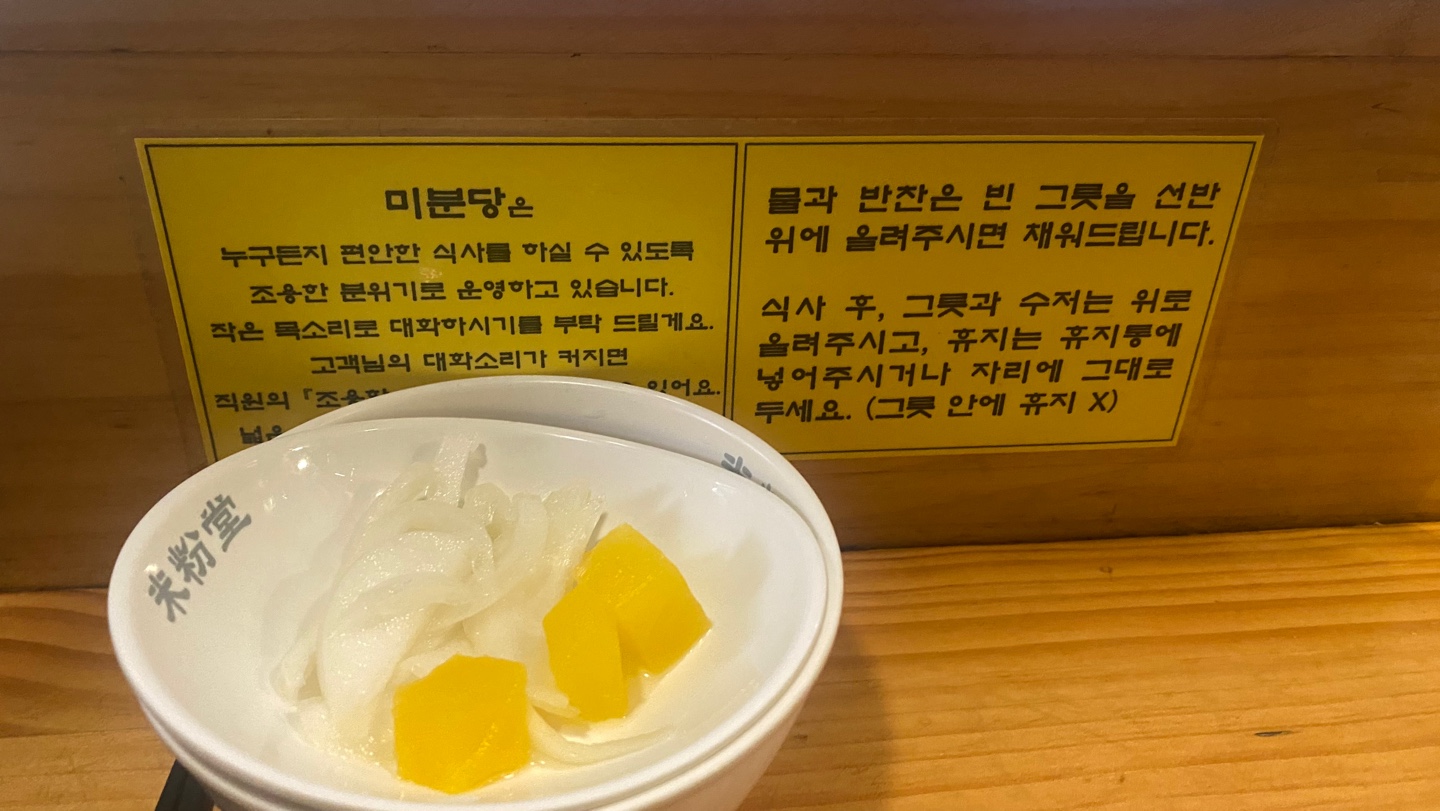 미분당은
누구든지 편안한 식사를 하실 수 있도록
조용한 분위기로 운영하고 있습니다.
작은 목소리로 대화하시기를 부탁 드릴게요.
고객님의 대화소리가 커지면
직원의 「조용한 있어요.
물과 반찬은 빈 그릇을 선반
위에 올려주시면 채워드립니다.
식사 후, 그릇과 수저는 위로
올려주시고, 휴지는 휴지통에
넣어주시거나 자리에 그대로
두세요. (그릇 안에 휴지 X)
米粉堂